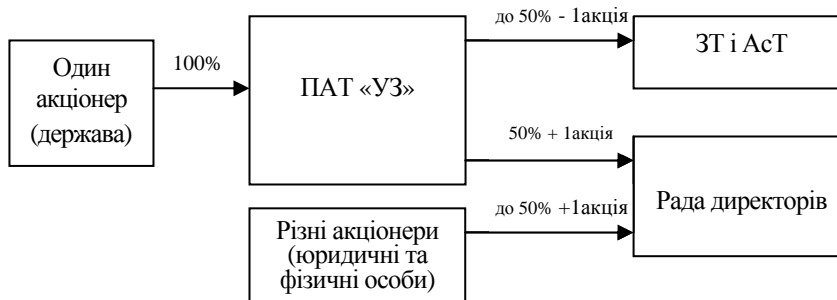 до 50% - 1акція
ЗТ і АсТ
Один
акціонер
(держава)
100%
ПАТ «УЗ»
50% + 1акція
Рада директорів
до 50% +1акція
Різні акціонери
(юридичні та
фізичні особи)